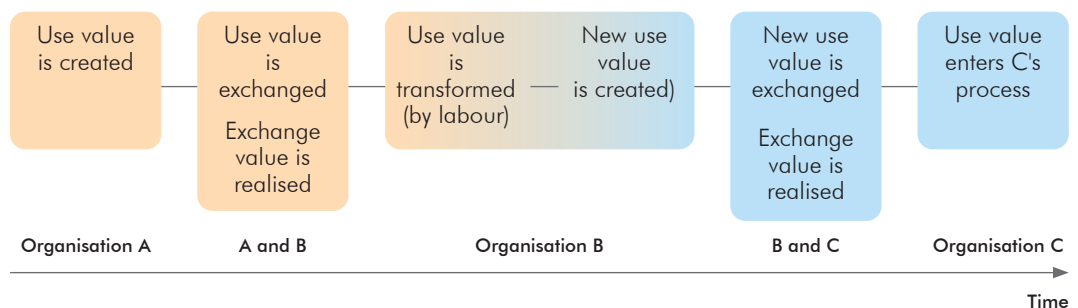 Use value
is created
Use value
is
exchanged
Exchange
value is
realised
Use value
is
transformed
(by labour)
New use
value
is created)
New use
value is
exchanged
Exchange
value is
realised
Use value
enters C's
process
Organisation A
A and B
Organisation B
B and C
Organisation C
Time